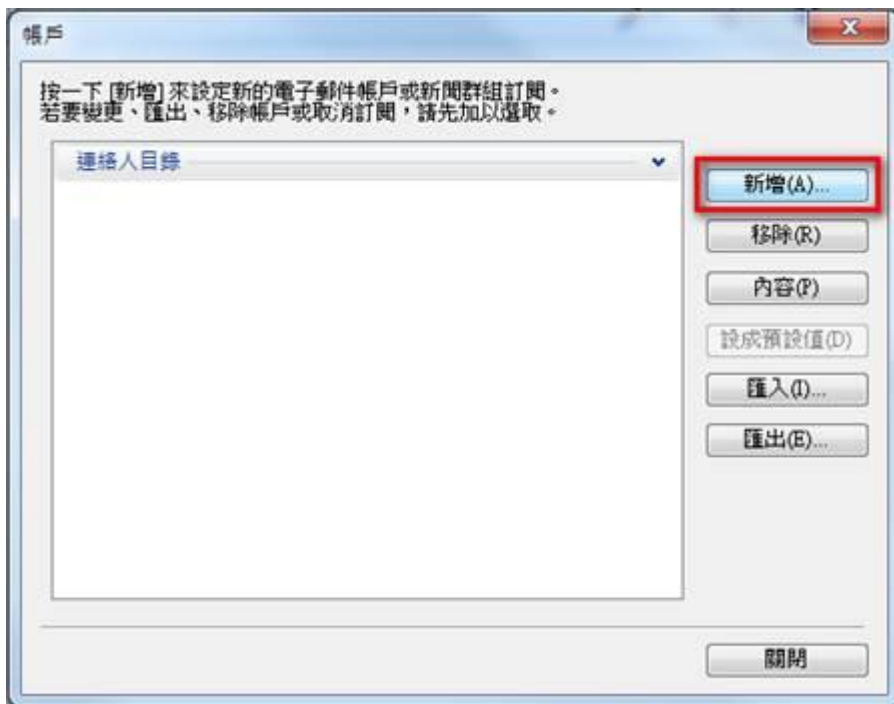 帳戶
按一下 [新增] 來設定新的電子郵件帳戶或新聞群組訂閱。
若要變更、匯出、移除帳戶或取消訂閱，請先加以選取。
連絡人目錄
新增(A)...
移除(R)
內容(P)
設成預設值(D)
匯入(I)...
匯出(E)...
關閉